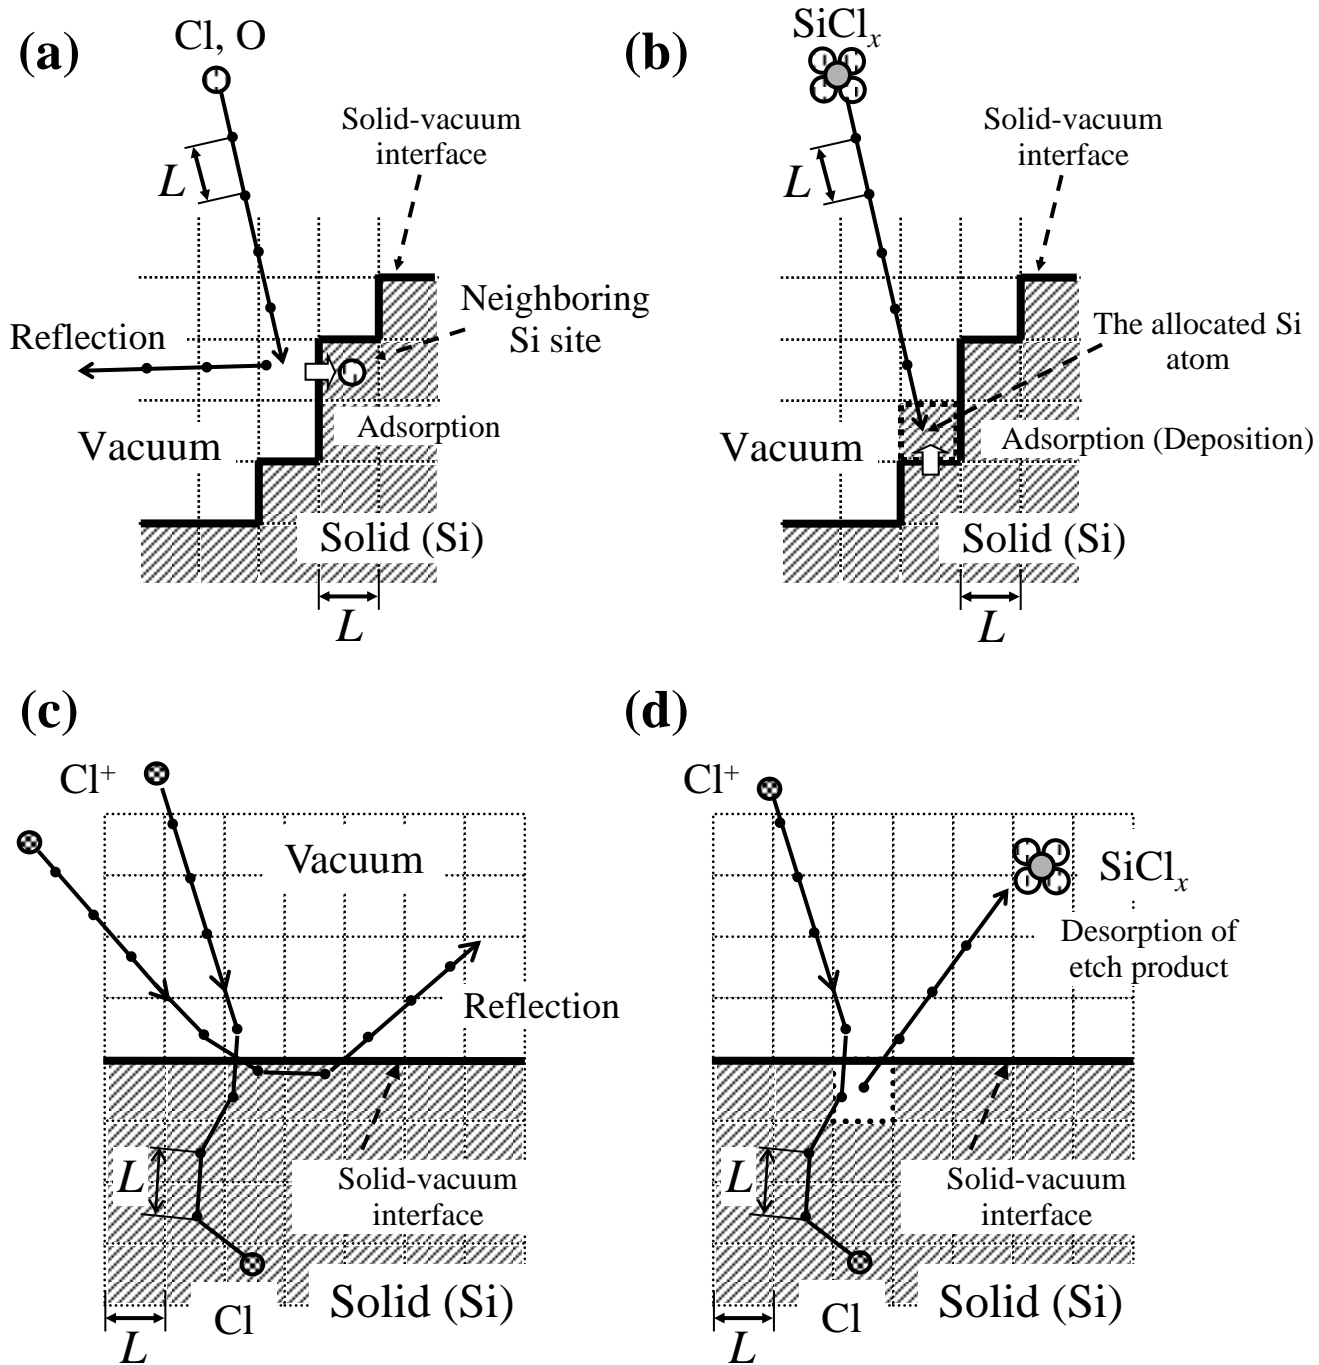 (a)
Cl, O
L
Solid-vacuum
interface
Neighboring
Si site
Reflection
Adsorption
Vacuum
Solid (Si)
L
(b)
SiClₓ
L
Solid-vacuum
interface
The allocated Si
atom
Vacuum
Adsorption (Deposition)
Solid (Si)
L
(c)
Cl⁺
Vacuum
Reflection
L
Solid-vacuum
interface
Solid (Si)
Cl
L
(d)
Cl⁺
SiClₓ
Desorption of
etch product
L
Solid-vacuum
interface
Solid (Si)
Cl
L